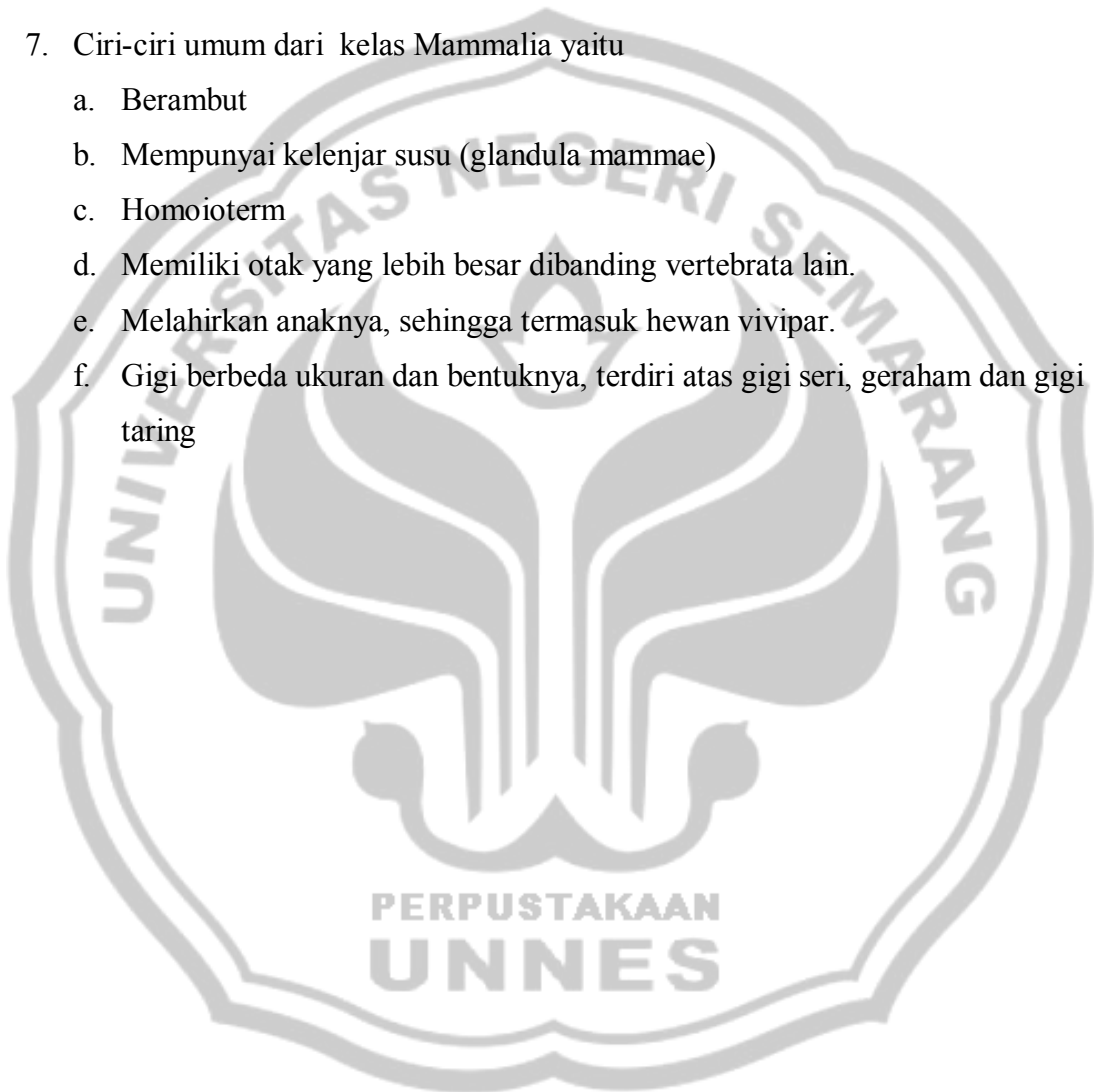 7. Ciri-ciri umum dari kelas Mammalia yaitu
a. Berambut
b. Mempunyai kelenjar susu (glandula mammae)
c. Homoioterm
d. Memiliki otak yang lebih besar dibanding vertebrata lain.
e. Melahirkan anaknya, sehingga termasuk hewan vivipar.
f. Gigi berbeda ukuran dan bentuknya, terdiri atas gigi seri, geraham dan gigi
taring
UNIVERSITAS NEGERI SEMARANG
PERPUSTAKAAN
UNNES